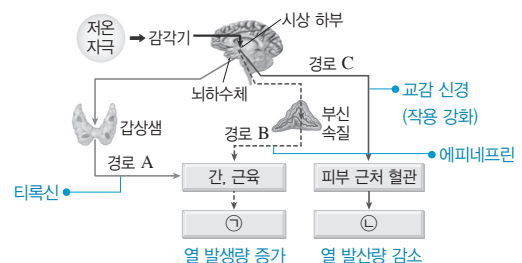 저온
자극
감각기
시상 하부
뇌하수체
경로 C
교감 신경
(작용 강화)
갑상샘
경로 B
부신
속질
에피네프린
경로 A
티록신
간, 근육
피부 근처 혈관
㉠
㉡
열 발생량 증가
열 발산량 감소